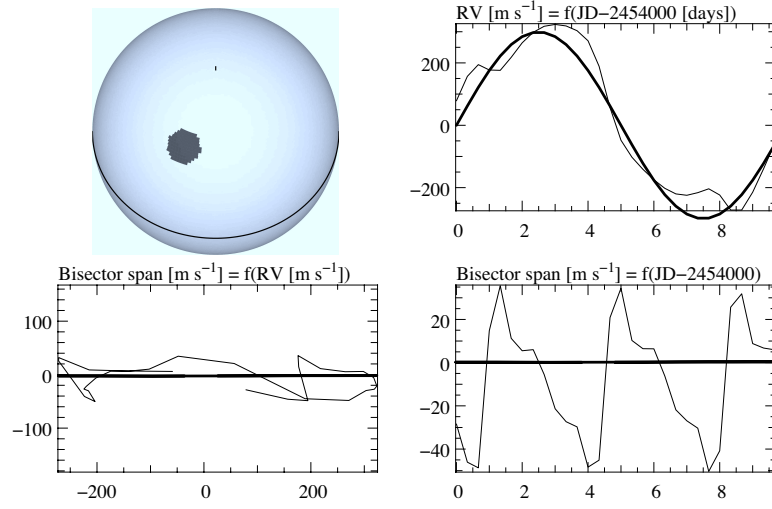 RV [m s⁻¹] = f(JD−2454000 [days])
200
0
−200
0 2 4 6 8
Bisector span [m s⁻¹] = f(RV [m s⁻¹])
100
0
−100
−200 0 200
Bisector span [m s⁻¹] = f(JD−2454000)
20
0
−20
−40
0 2 4 6 8